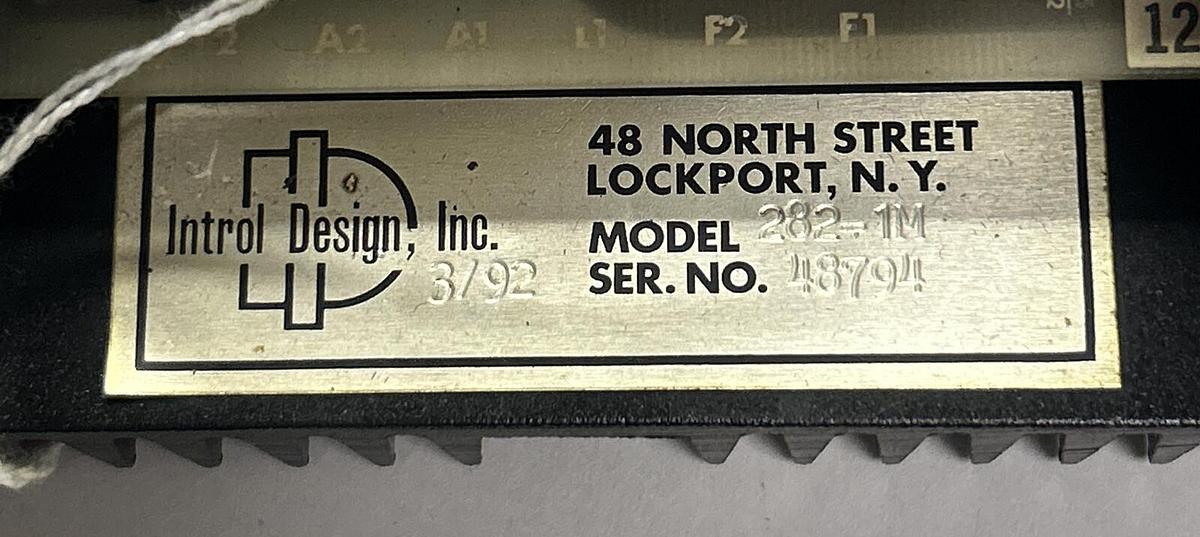 A2 A1 L1 F2 F1
12
Introl Design, Inc.
3/92
48 NORTH STREET
LOCKPORT, N. Y.
MODEL 282-1M
SER. NO. 48794